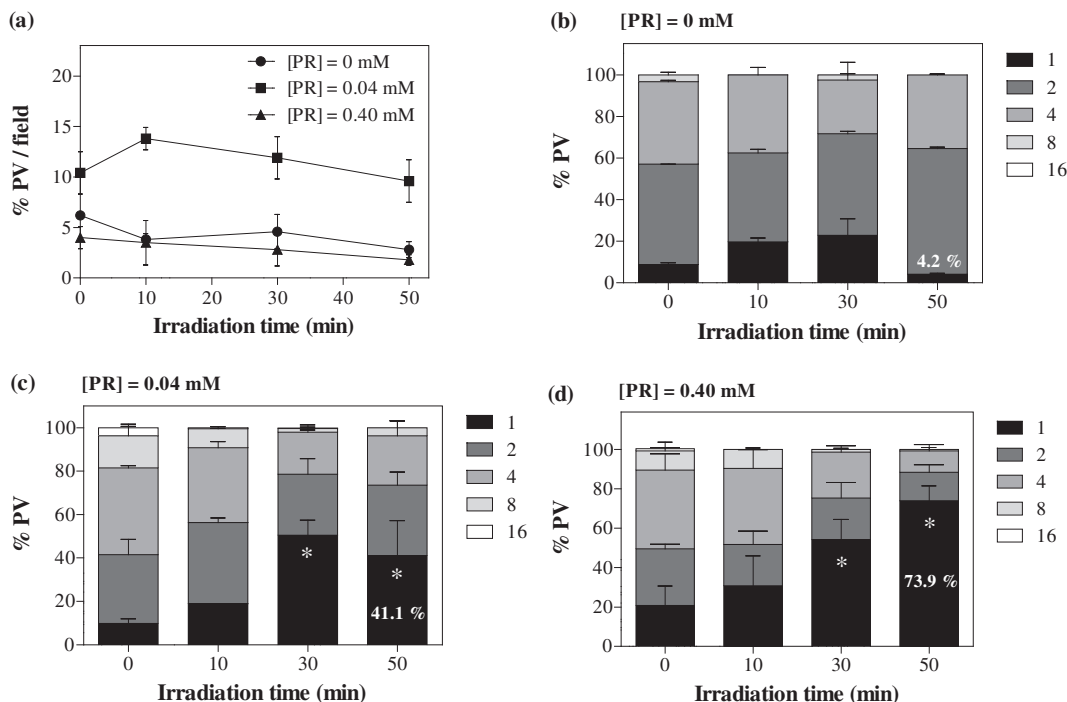 (a)
20
15
10
5
0
% PV / field
[PR] = 0 mM
[PR] = 0.04 mM
[PR] = 0.40 mM
0 10 20 30 40 50
Irradiation time (min)
(b)
[PR] = 0 mM
100
80
60
40
20
0
% PV
4.2 %
0 10 30 50
Irradiation time (min)
1
2
4
8
16
(c)
[PR] = 0.04 mM
100
80
60
40
20
0
% PV
*
*
41.1 %
0 10 30 50
Irradiation time (min)
1
2
4
8
16
(d)
[PR] = 0.40 mM
100
80
60
40
20
0
% PV
*
*
73.9 %
0 10 30 50
Irradiation time (min)
1
2
4
8
16